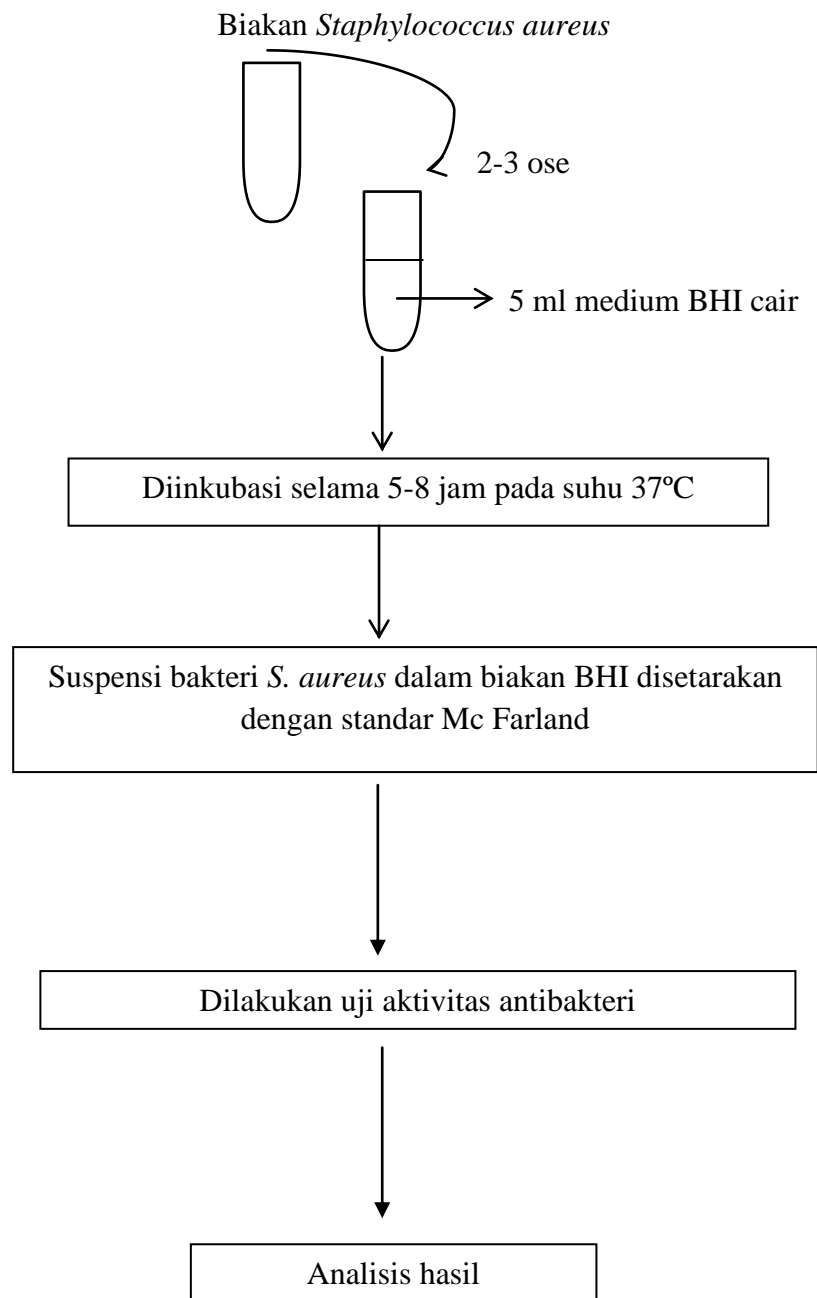 Biakan Staphylococcus aureus
2-3 ose
5 ml medium BHI cair
Diinkubasi selama 5-8 jam pada suhu 37ºC
Suspensi bakteri S. aureus dalam biakan BHI disetarakan
dengan standar Mc Farland
Dilakukan uji aktivitas antibakteri
Analisis hasil